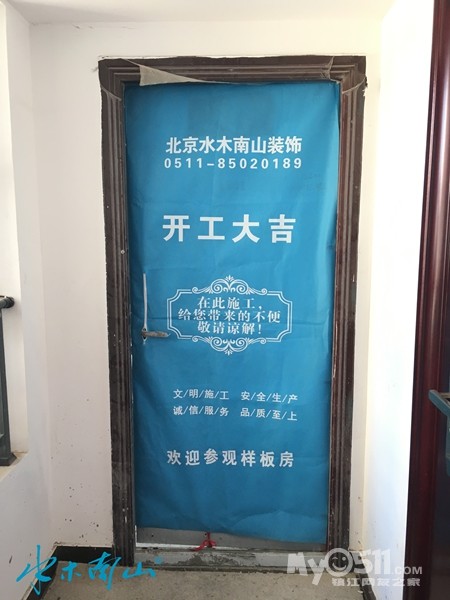 北京水木南山装饰
0511-85020189
开工大吉
在此施工，
给您带来的不便
敬请谅解！
文/明/施/工 安/全/生/产
诚/信/服/务 品/质/至/上
欢迎参观样板房
水木南山
My0511.com
镇江网友之家